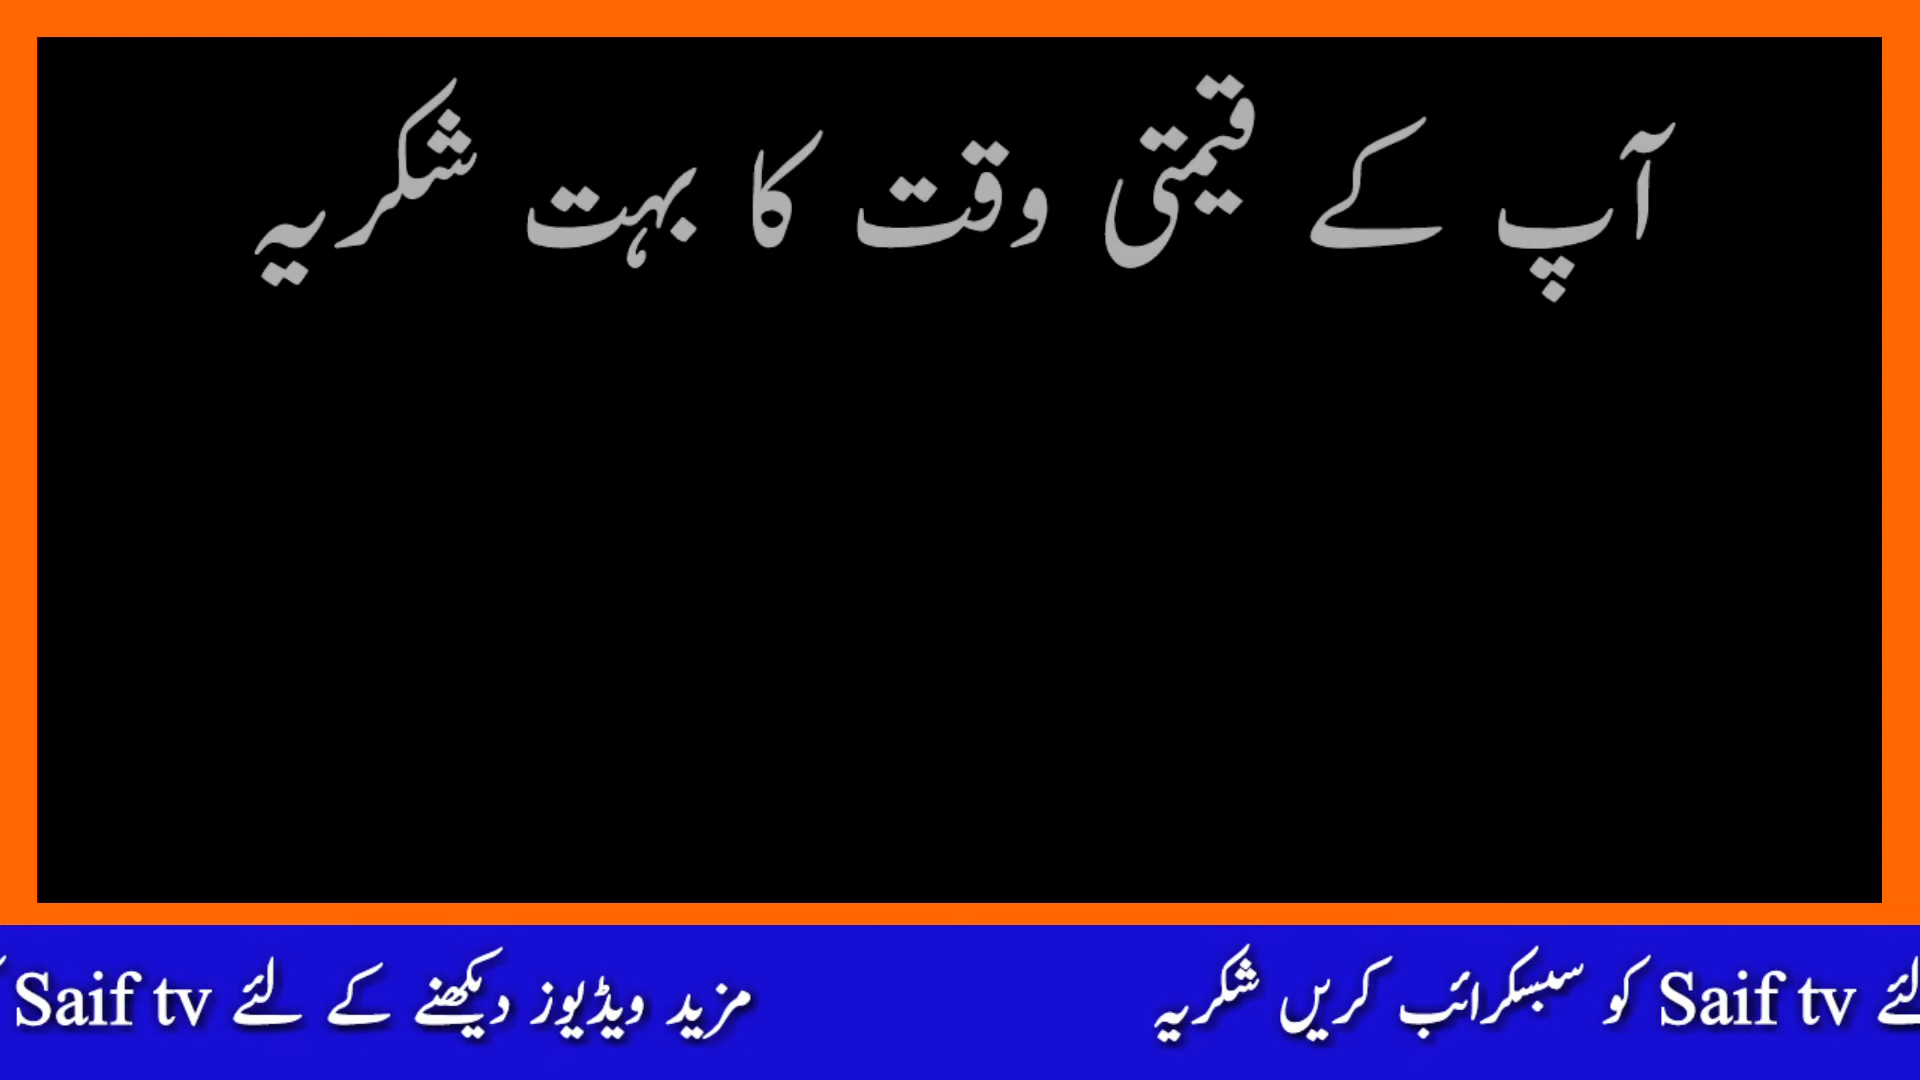 آپ کے قیمتی وقت کا بہت شکریہ
لئے Saif tv کو سبسکرائب کریں شکریہ
مزید ویڈیوز دیکھنے کے لئے Saif tv